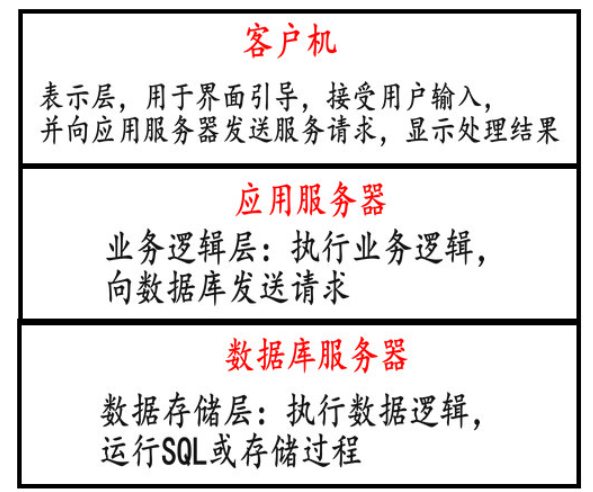 客户机
表示层，用于界面引导，接受用户输入，
并向应用服务器发送服务请求，显示处理结果
应用服务器
业务逻辑层：执行业务逻辑，
向数据库发送请求
数据库服务器
数据存储层：执行数据逻辑，
运行SQL或存储过程